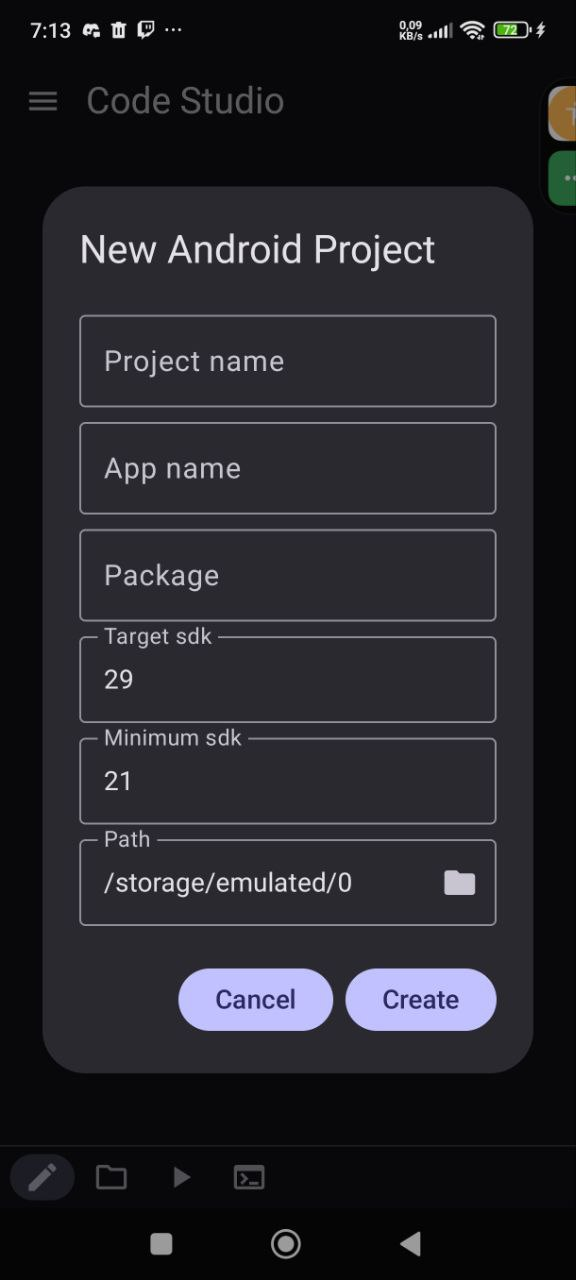 7:13
0,09
KB/s
72
Code Studio
New Android Project
Project name
App name
Package
Target sdk
29
Minimum sdk
21
Path
/storage/emulated/0
Cancel
Create